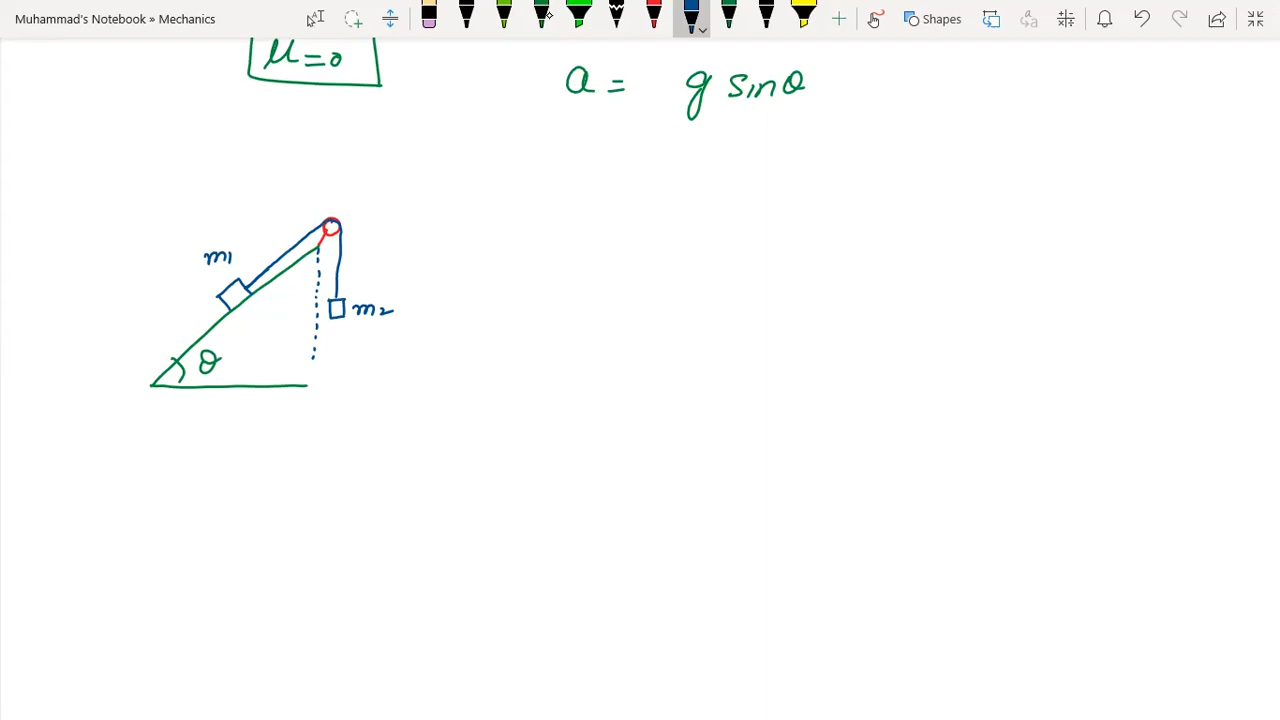 Muhammad's Notebook » Mechanics
Shapes
μ = 0
a = g sinθ
m1
m2
θ